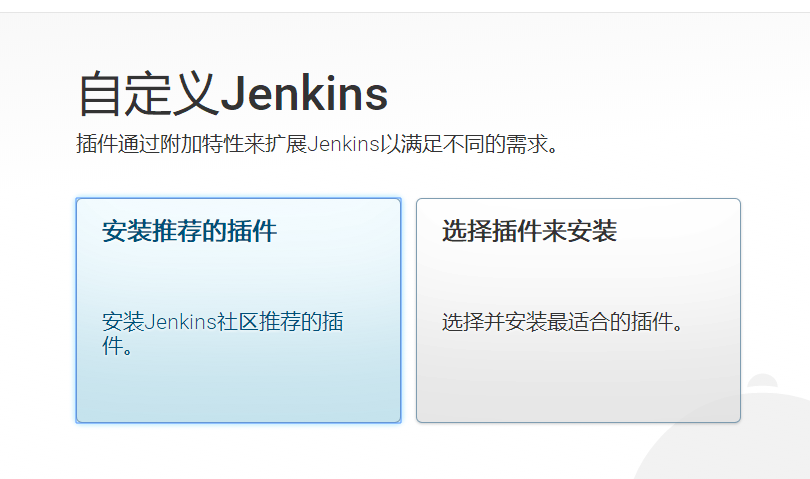 自定义Jenkins
插件通过附加特性来扩展Jenkins以满足不同的需求。
安装推荐的插件
安装Jenkins社区推荐的插
件。
选择插件来安装
选择并安装最适合的插件。